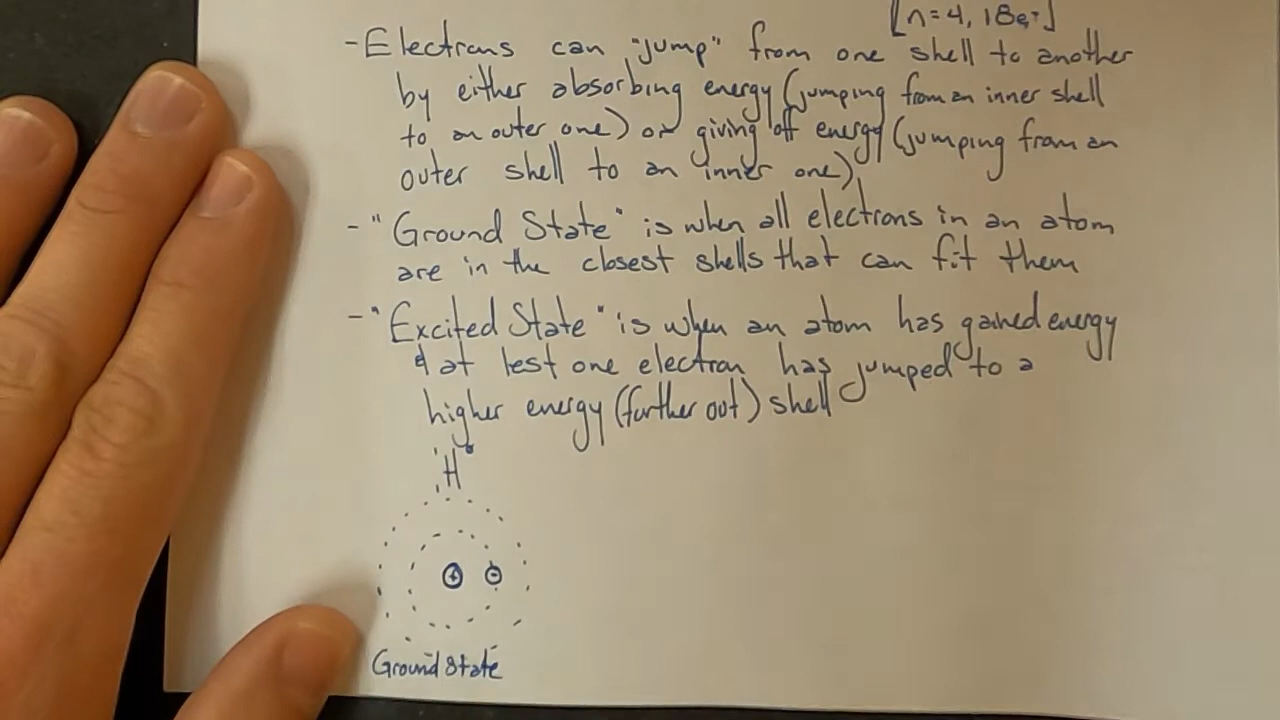 [n=4, 18e⁻]
-Electrons can "jump" from one shell to another
by either absorbing energy (jumping from an inner shell
to an outer one) or giving off energy (jumping from an
outer shell to an inner one)
-"Ground State" is when all electrons in an atom
are in the closest shells that can fit them
-"Excited State" is when an atom has gained energy
& at lest one electron has jumped to a
higher energy (further out) shell
H
+ -
Ground State